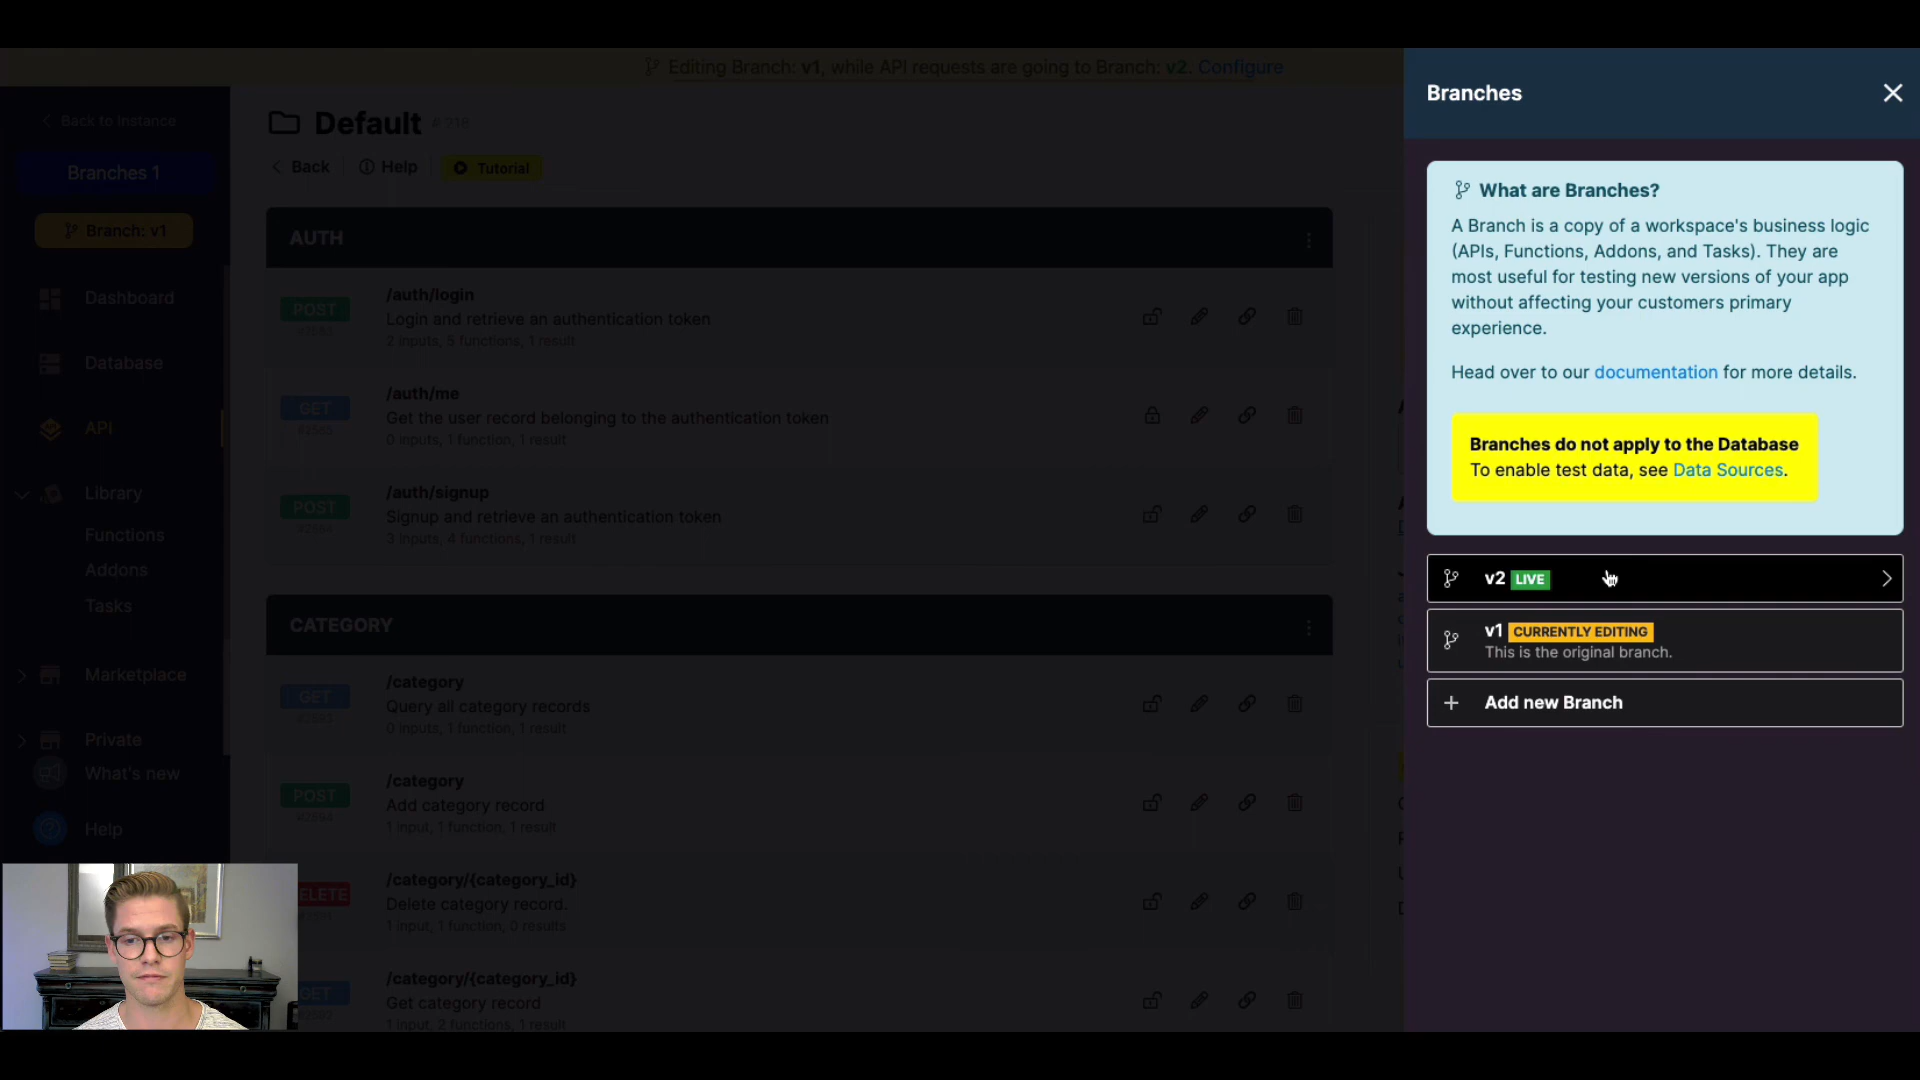 Editing Branch: v1, while API requests are going to Branch: v2. Configure
Back to Instance
Branches 1
Branch: v1
Dashboard
Database
API
Library
Functions
Addons
Tasks
Marketplace
Private
What's new
Help
Default
Back
Help
Tutorial
AUTH
POST
/auth/login
Login and retrieve an authentication token
2 inputs, 5 functions, 1 result
GET
/auth/me
Get the user record belonging to the authentication token
0 inputs, 1 function, 1 result
POST
/auth/signup
Signup and retrieve an authentication token
3 inputs, 4 functions, 1 result
CATEGORY
GET
/category
Query all category records
0 inputs, 1 function, 1 result
POST
/category
Add category record
1 input, 1 function, 1 result
ELETE
/category/{category_id}
Delete category record.
1 input, 1 function, 0 results
GET
/category/{category_id}
Get category record
1 input, 2 functions, 1 result
Branches
What are Branches?
A Branch is a copy of a workspace's business logic
(APIs, Functions, Addons, and Tasks). They are
most useful for testing new versions of your app
without affecting your customers primary
experience.
Head over to our documentation for more details.
Branches do not apply to the Database
To enable test data, see Data Sources.
v2 LIVE
v1 CURRENTLY EDITING
This is the original branch.
Add new Branch